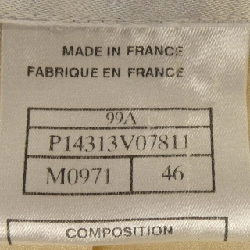 MADE IN FRANCE
FABRIQUE EN FRANCE
99A
P14313V07811
M0971 46
COMPOSITION